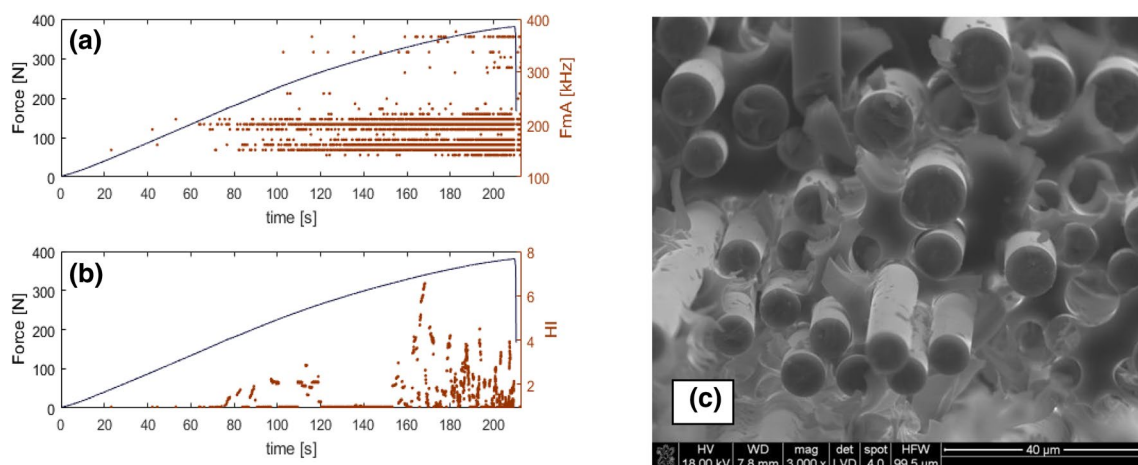 (a)
Force [N]
400
300
200
100
0
0 20 40 60 80 100 120 140 160 180 200
time [s]
400
300
200
100
FmA [kHz]
(b)
Force [N]
400
300
200
100
0
0 20 40 60 80 100 120 140 160 180 200
time [s]
8
6
4
2
HI
(c)
HV WD mag det spot HFW 40 μm
18.00 kV 7.8 mm 3 000 x LVD 4.0 99.5 μm